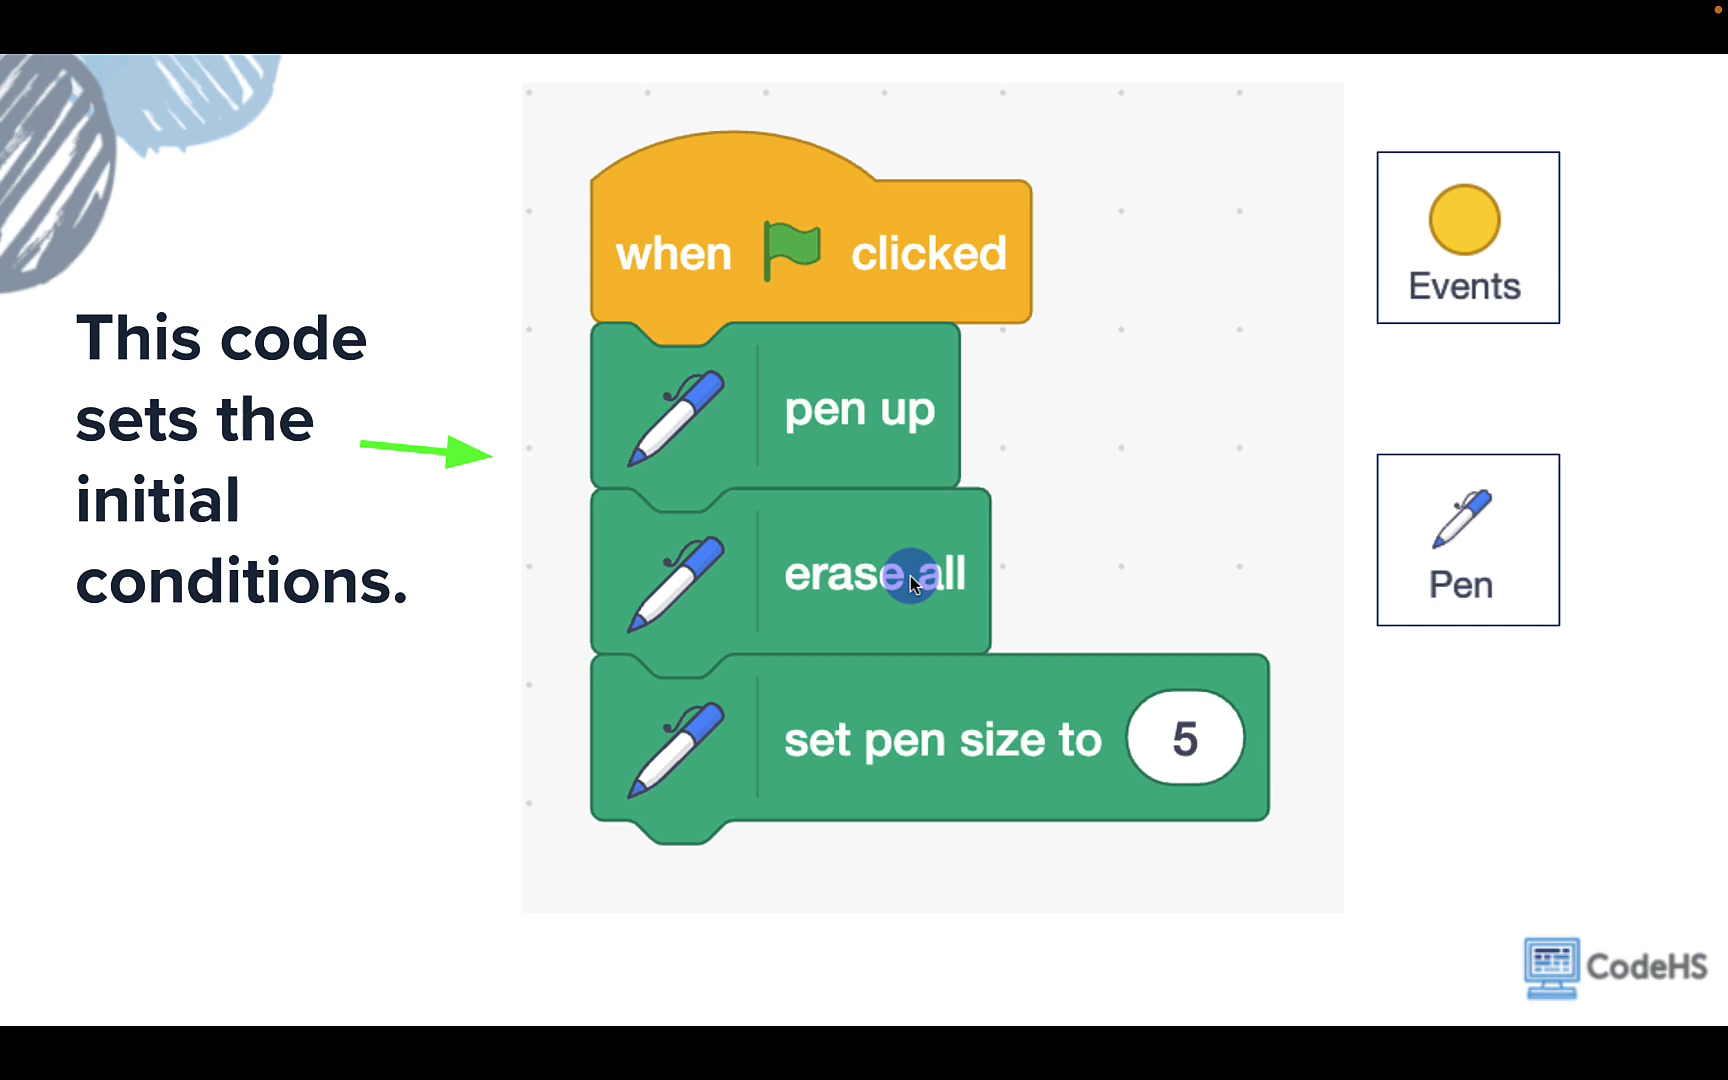 This code
sets the
initial
conditions.
when clicked
pen up
erase all
set pen size to 5
Events
Pen
CodeHS